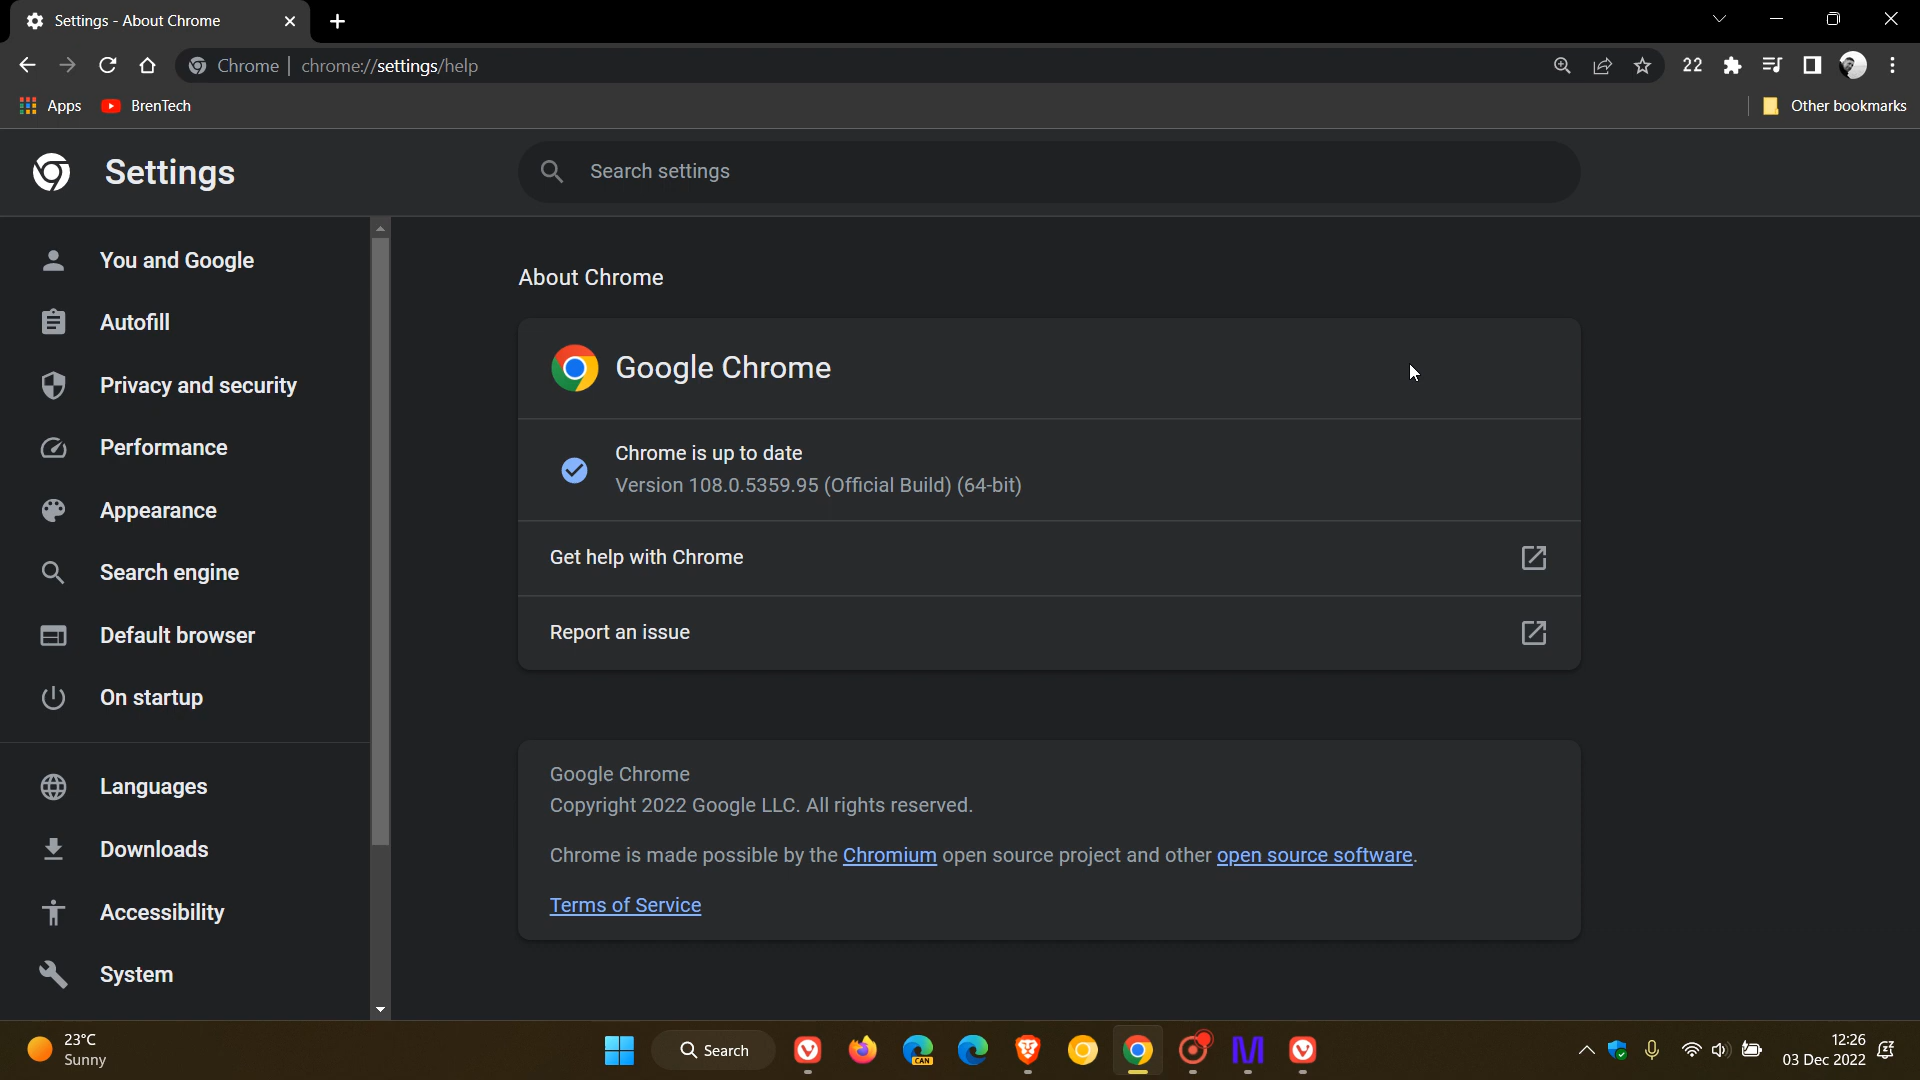 Settings - About Chrome
Chrome | chrome://settings/help
22
Apps BrenTech
Other bookmarks
Settings
Search settings
You and Google
Autofill
Privacy and security
Performance
Appearance
Search engine
Default browser
On startup
Languages
Downloads
Accessibility
System
About Chrome
Google Chrome
Chrome is up to date
Version 108.0.5359.95 (Official Build) (64-bit)
Get help with Chrome
Report an issue
Google Chrome
Copyright 2022 Google LLC. All rights reserved.
Chrome is made possible by the Chromium open source project and other open source software.
Terms of Service
23°C
Sunny
Search
CAN
12:26
03 Dec 2022